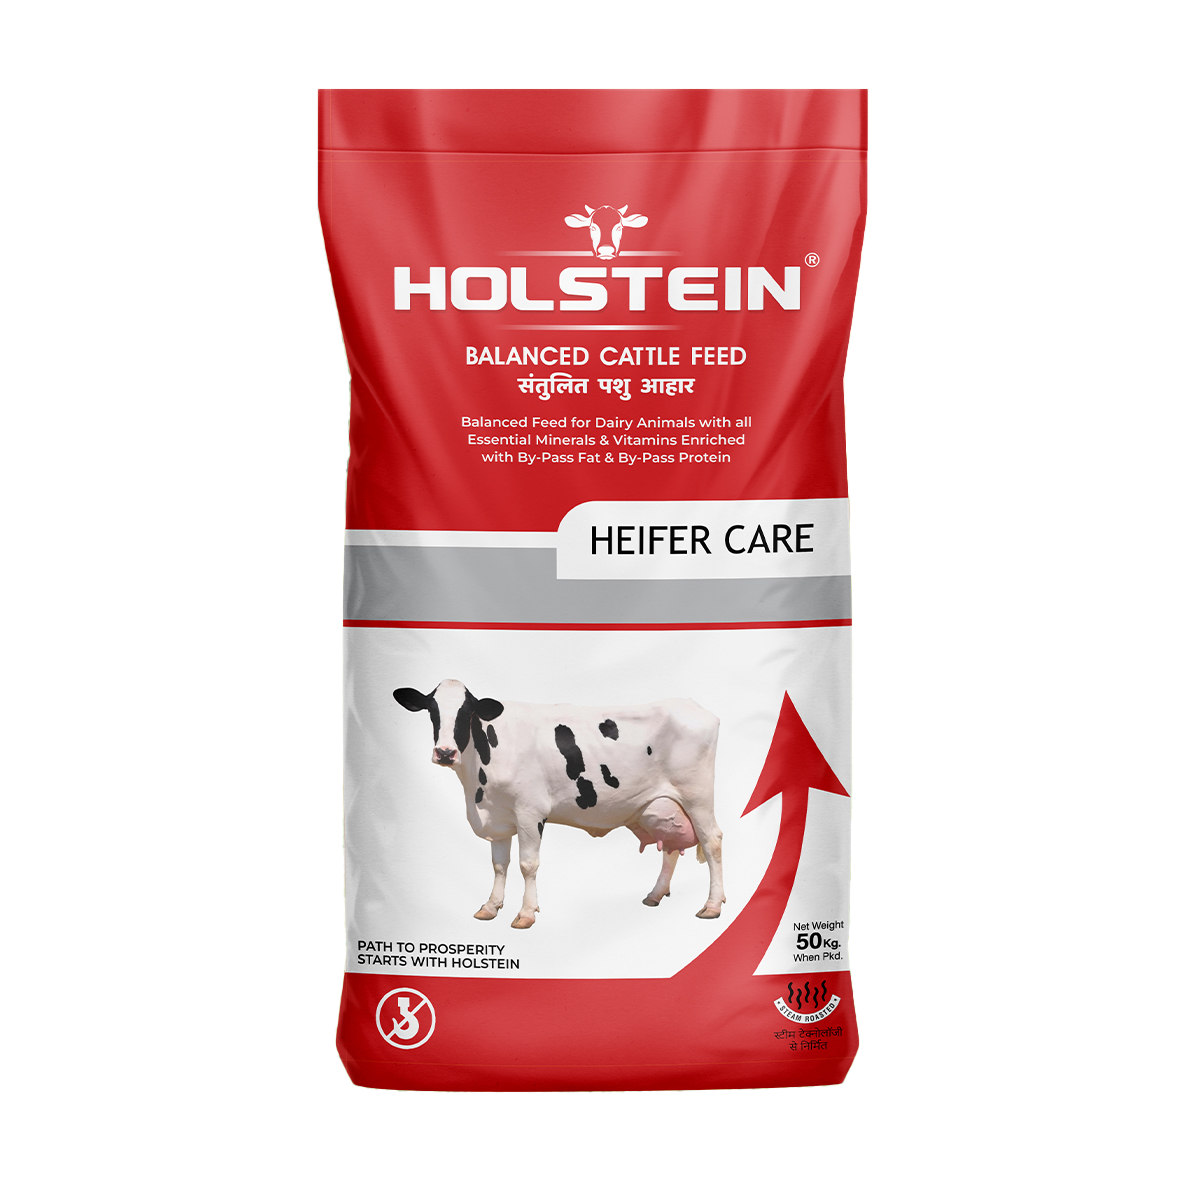 HOLSTEIN®
BALANCED CATTLE FEED
संतुलित पशु आहार
Balanced Feed for Dairy Animals with all
Essential Minerals & Vitamins Enriched
with By-Pass Fat & By-Pass Protein
HEIFER CARE
PATH TO PROSPERITY
STARTS WITH HOLSTEIN
Net Weight
50 Kg.
When Pkd.
• STEAM ROASTED •
स्टीम टेक्नोलॉजी
से निर्मित